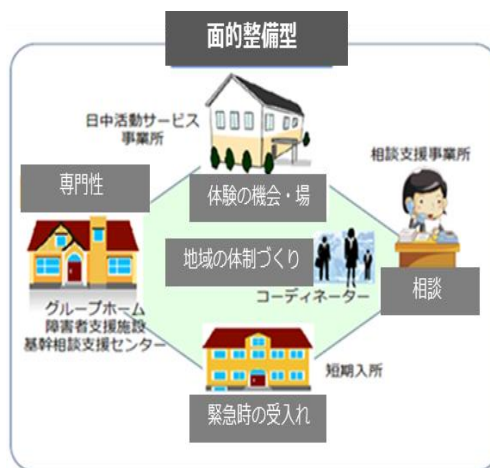 面的整備型
日中活動サービス
事業所
相談支援事業所
専門性
体験の機会・場
地域の体制づくり
コーディネーター
相談
グループホーム
障害者支援施設
基幹相談支援センター
短期入所
緊急時の受入れ